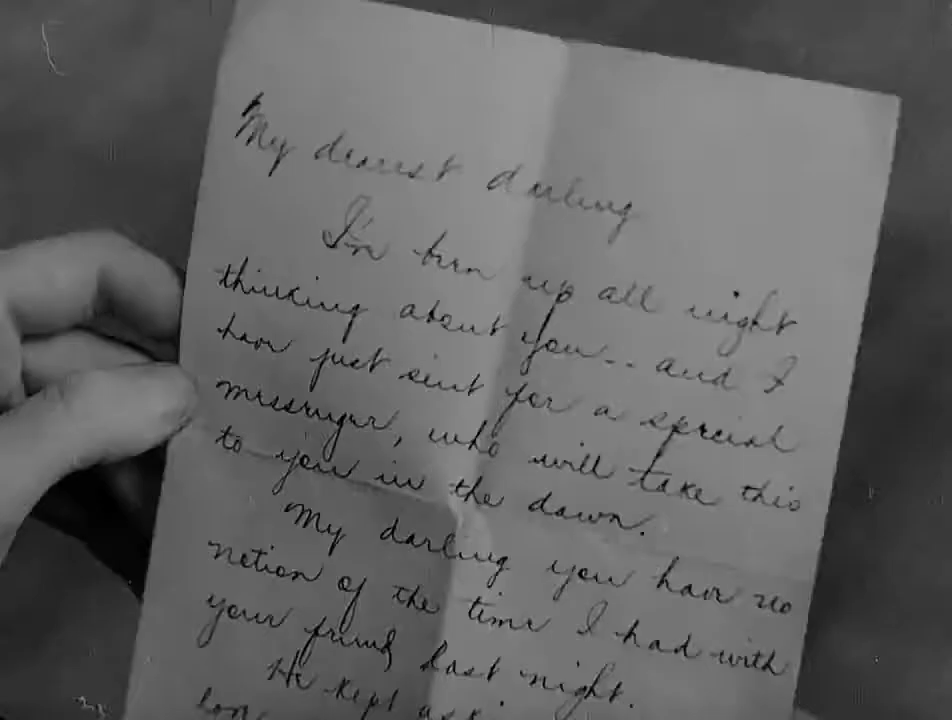 My dearest darling
I'm been up all night
thinking about you.. and I
have just sent for a special
messenger, who will take this
to you in the dawn.
My darling you have no
notion of the time I had with
your friend last night.
He kept